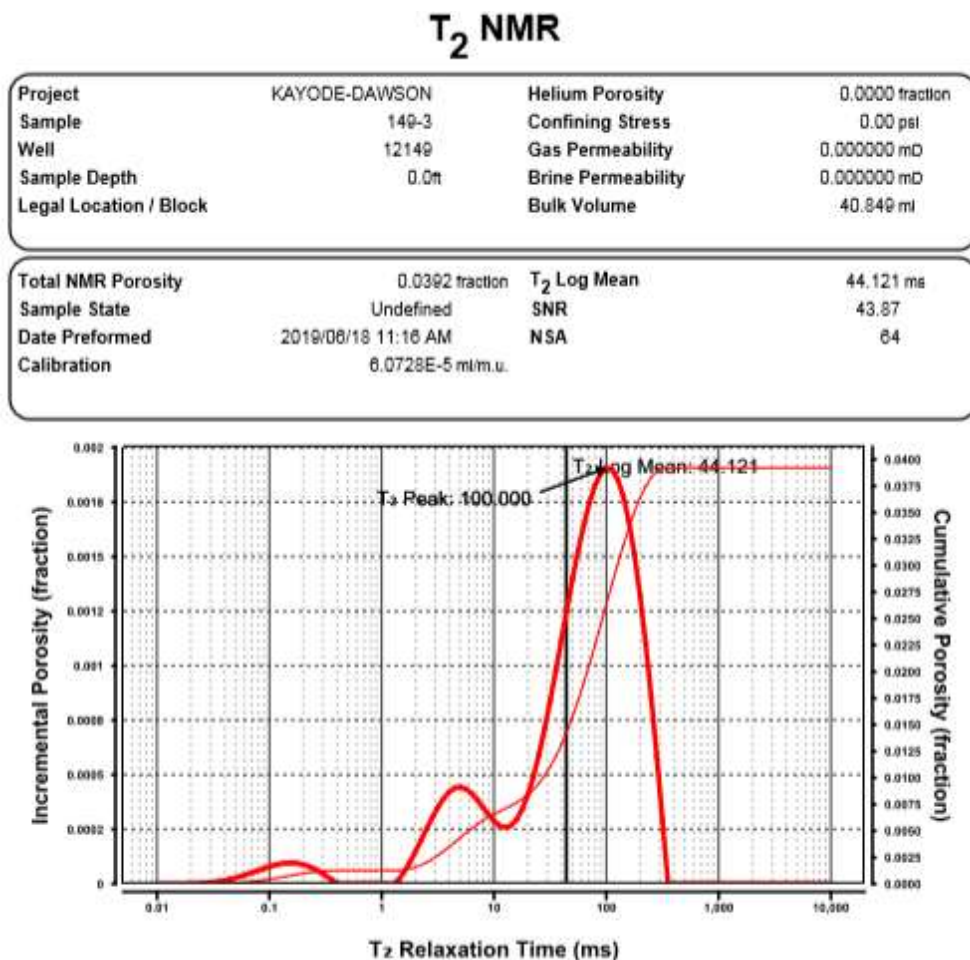 T2 NMR
Project KAYODE-DAWSON Helium Porosity 0.0000 fraction
Sample 149-3 Confining Stress 0.00 psi
Well 12149 Gas Permeability 0.000000 mD
Sample Depth 0.0ft Brine Permeability 0.000000 mD
Legal Location / Block Bulk Volume 40.849 ml
Total NMR Porosity 0.0392 fraction T2 Log Mean 44.121 ms
Sample State Undefined SNR 43.87
Date Preformed 2019/06/18 11:16 AM NSA 64
Calibration 6.0728E-5 ml/m.u.
T2 Log Mean: 44.121
T2 Peak: 100.000
Incremental Porosity (fraction)
0.002
0.0018
0.0015
0.0012
0.001
0.0008
0.0005
0.0002
0
Cumulative Porosity (fraction)
0.0400
0.0375
0.0350
0.0325
0.0300
0.0275
0.0250
0.0225
0.0200
0.0175
0.0150
0.0125
0.0100
0.0075
0.0050
0.0025
0.0000
0.01 0.1 1 10 100 1,000 10,000
T2 Relaxation Time (ms)